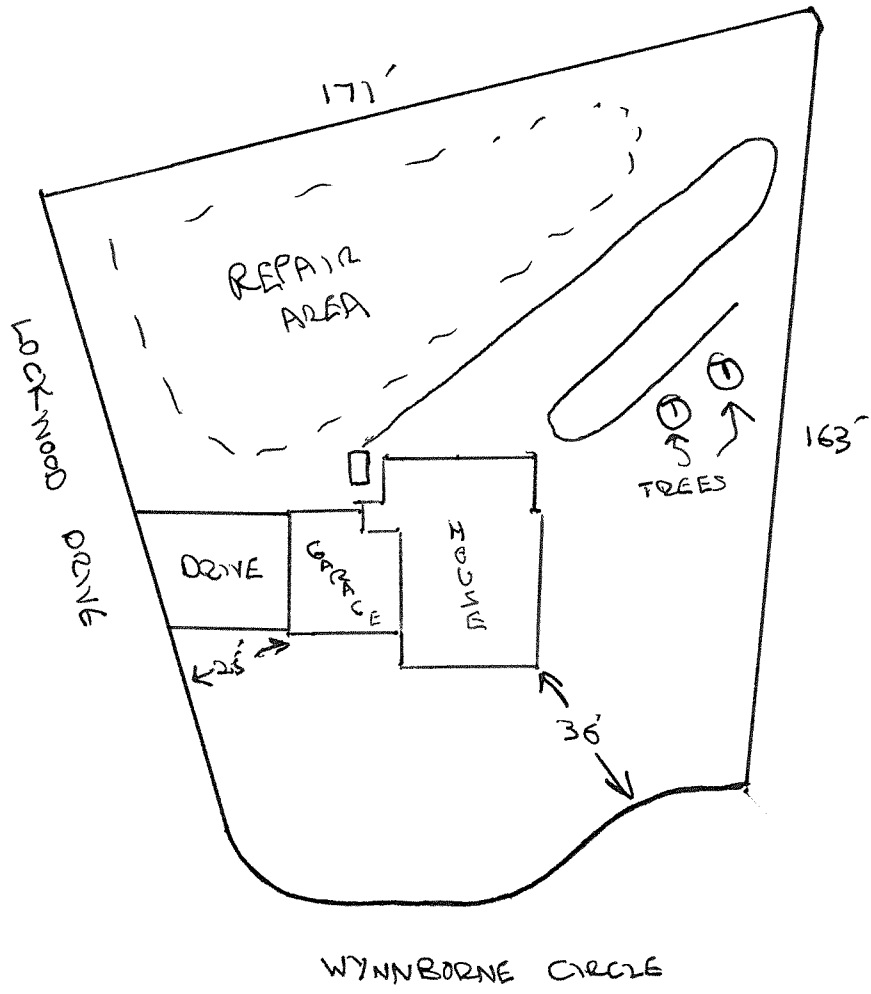 171'
REPAIR
AREA
LOCKWOOD DRIVE
163'
TREES
T
T
DRIVE
GARAGE
HOUSE
25'
36'
WYNNBORNE CIRCLE